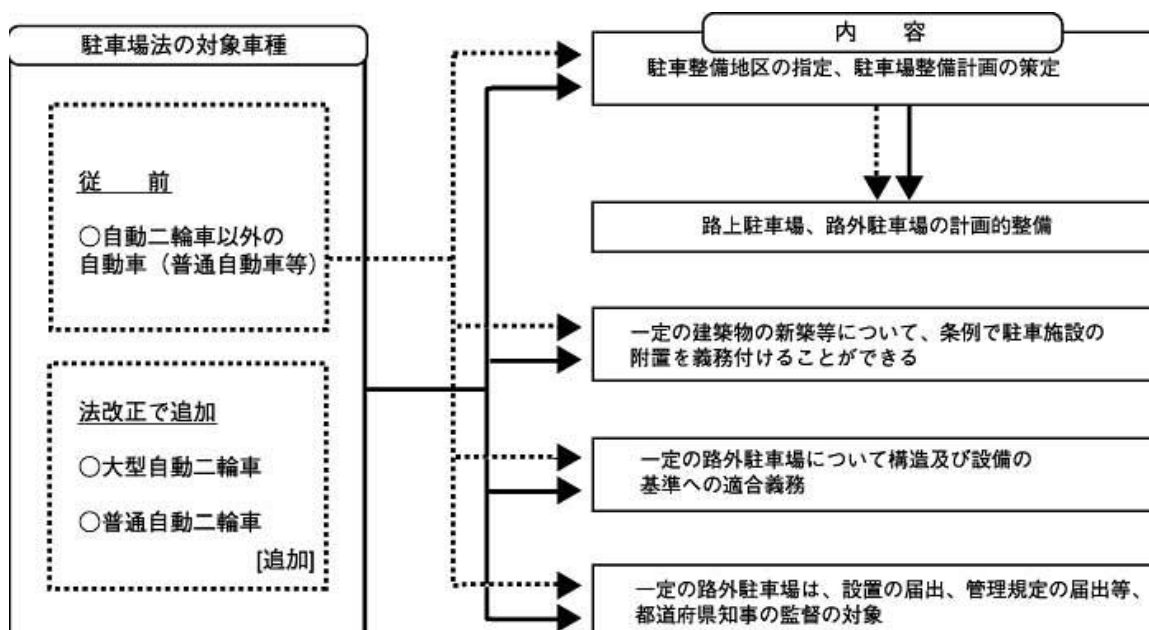 駐車場法の対象車種
従　前
○自動二輪車以外の
自動車（普通自動車等）
法改正で追加
○大型自動二輪車
○普通自動二輪車
[追加]
内　容
駐車整備地区の指定、駐車場整備計画の策定
路上駐車場、路外駐車場の計画的整備
一定の建築物の新築等について、条例で駐車施設の
附置を義務付けることができる
一定の路外駐車場について構造及び設備の
基準への適合義務
一定の路外駐車場は、設置の届出、管理規定の届出等、
都道府県知事の監督の対象